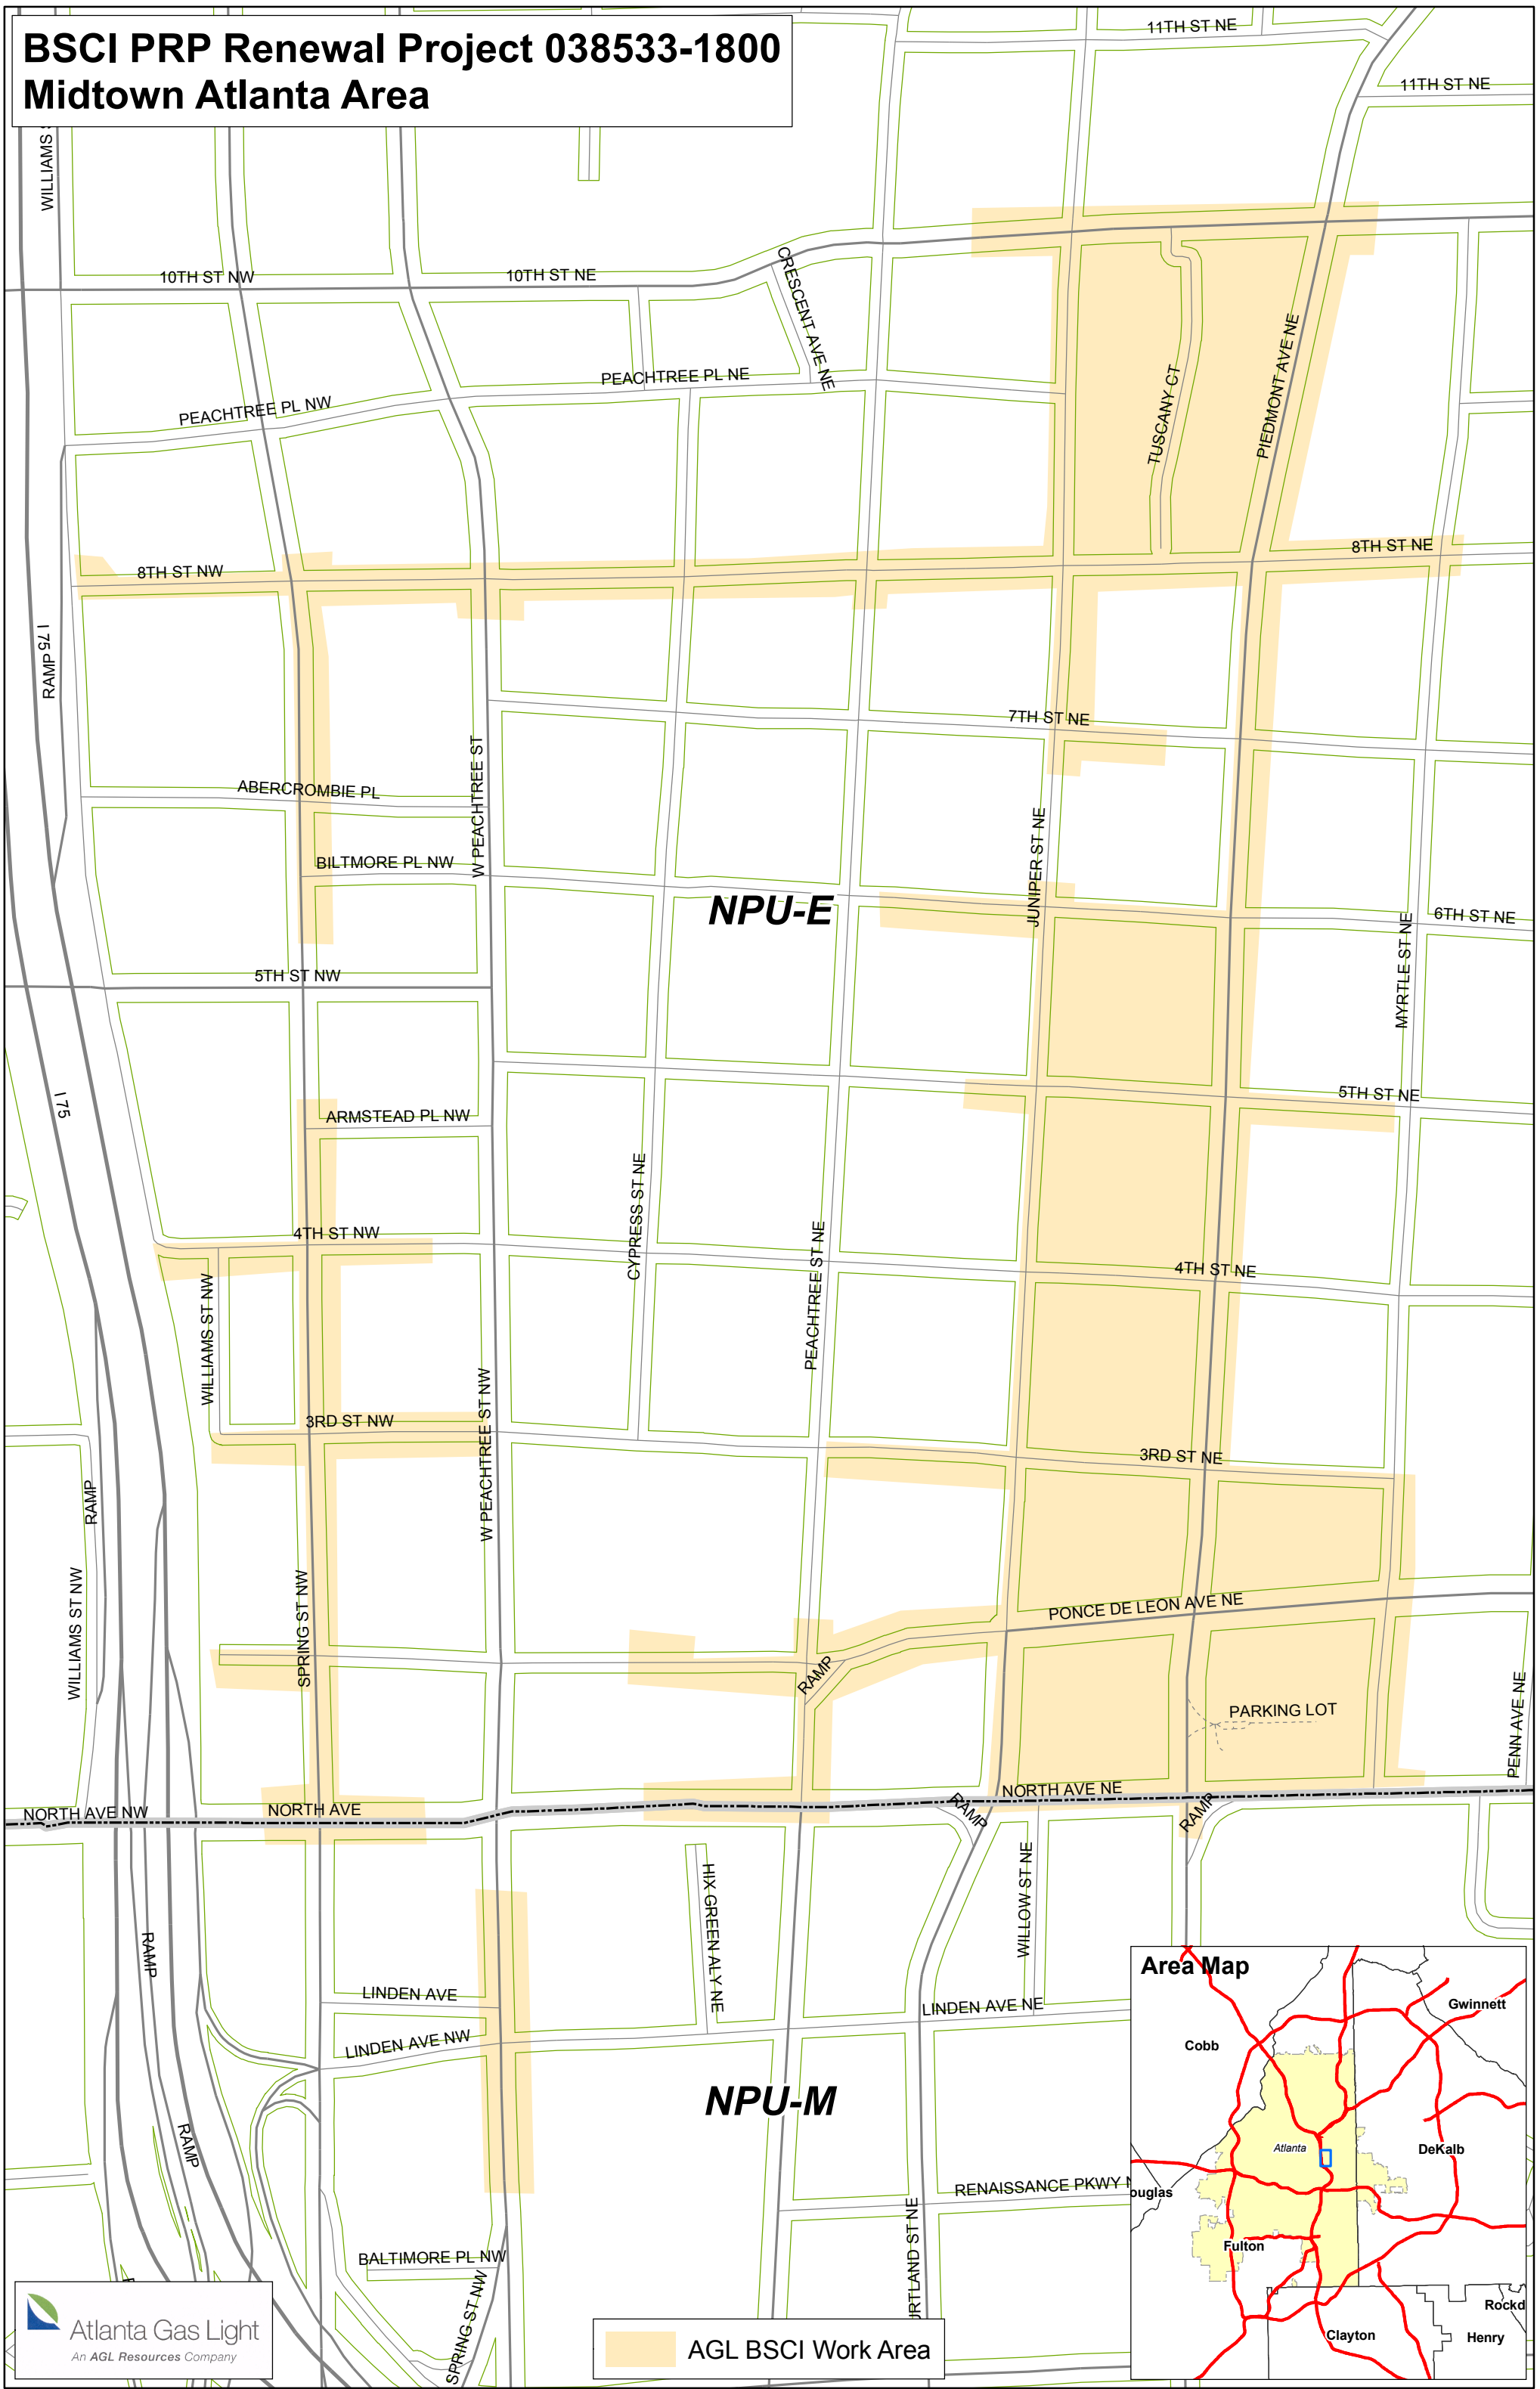 BSCI PRP Renewal Project 038533-1800
Midtown Atlanta Area
11TH ST NE
11TH ST NE
WILLIAMS
10TH ST NW
10TH ST NE
CRESCENT AVE NE
PEACHTREE PL NE
PEACHTREE PL NW
TUSCANY CT
PIEDMONT AVE NE
8TH ST NW
8TH ST NE
I 75
RAMP
7TH ST NE
W PEACHTREE ST
ABERCROMBIE PL
BILTMORE PL NW
JUNIPER ST NE
NPU-E
6TH ST NE
MYRTLE ST NE
5TH ST NW
5TH ST NE
I 75
ARMSTEAD PL NW
4TH ST NW
CYPRESS ST NE
PEACHTREE ST NE
4TH ST NE
WILLIAMS ST NW
3RD ST NW
W PEACHTREE ST NW
3RD ST NE
RAMP
WILLIAMS ST NW
SPRING ST NW
PONCE DE LEON AVE NE
RAMP
PARKING LOT
PENN AVE NE
NORTH AVE NW
NORTH AVE
NORTH AVE NE
RAMP
RAMP
HIX GREEN ALY NE
WILLOW ST NE
RAMP
LINDEN AVE
LINDEN AVE NE
LINDEN AVE NW
NPU-M
RAMP
RENAISSANCE PKWY
BALTIMORE PL NW
SPRING ST NW
URTLAND ST NE
Area Map
Gwinnett
Cobb
Atlanta
DeKalb
ouglas
Fulton
Rockd
Clayton
Henry
Atlanta Gas Light
An AGL Resources Company
AGL BSCI Work Area